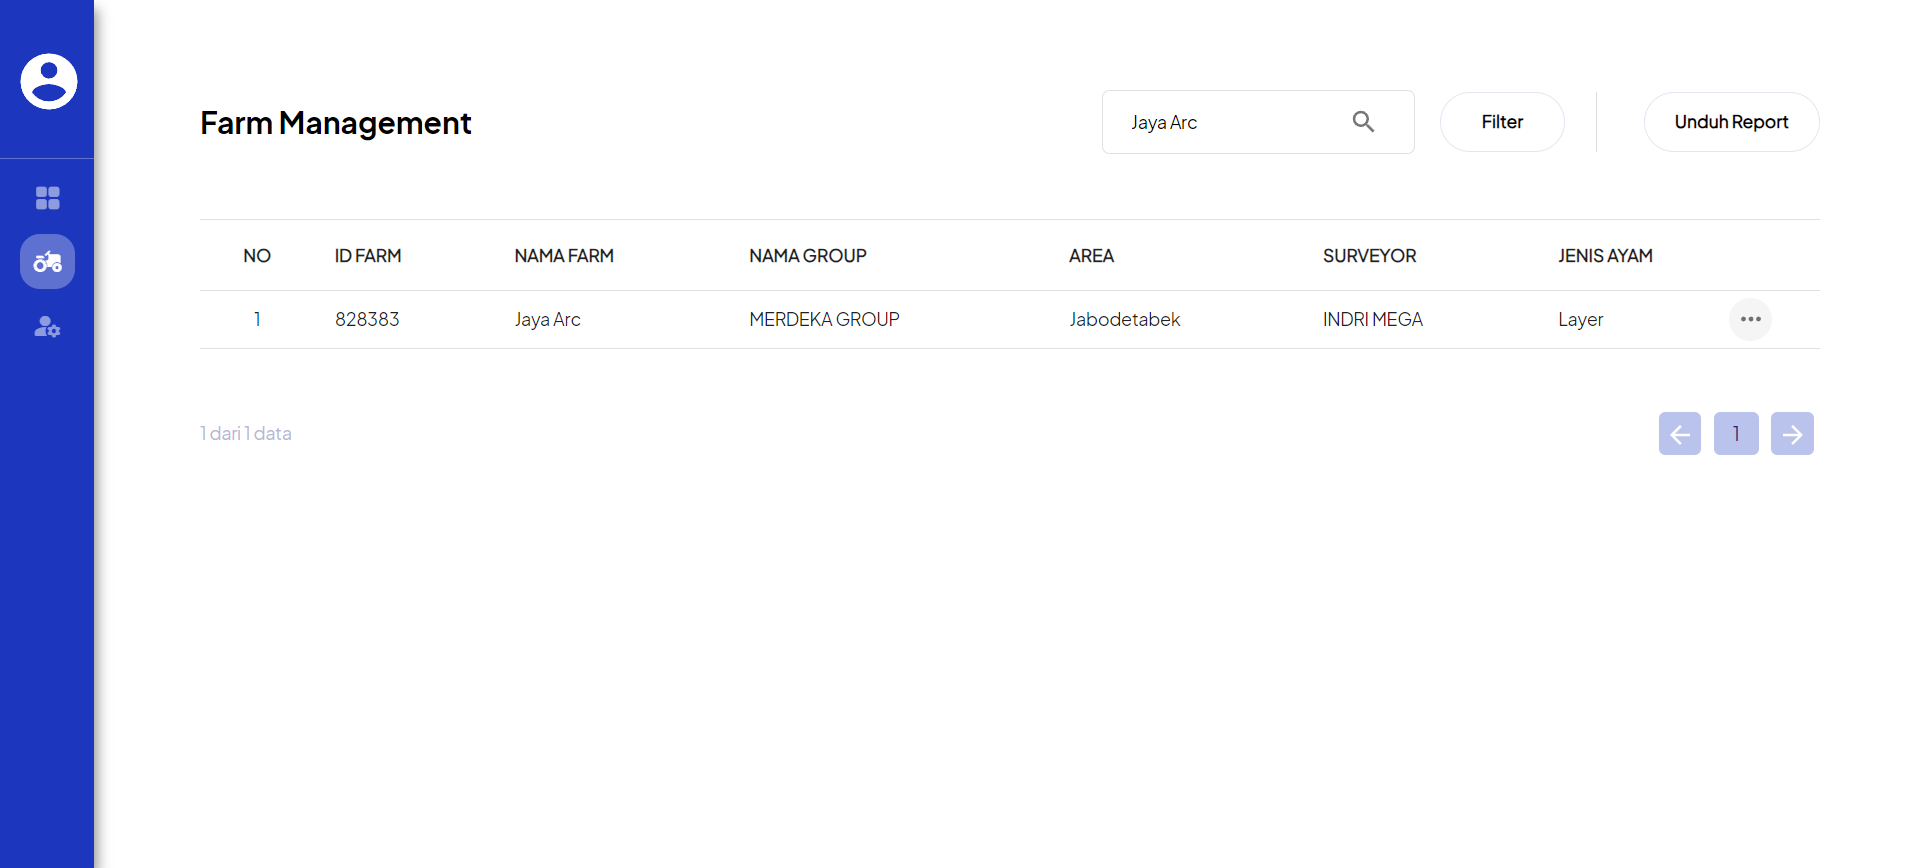 Farm Management
Jaya Arc
Filter
Unduh Report
NO ID FARM NAMA FARM NAMA GROUP AREA SURVEYOR JENIS AYAM
1 828383 Jaya Arc MERDEKA GROUP Jabodetabek INDRI MEGA Layer
1 dari 1 data
1